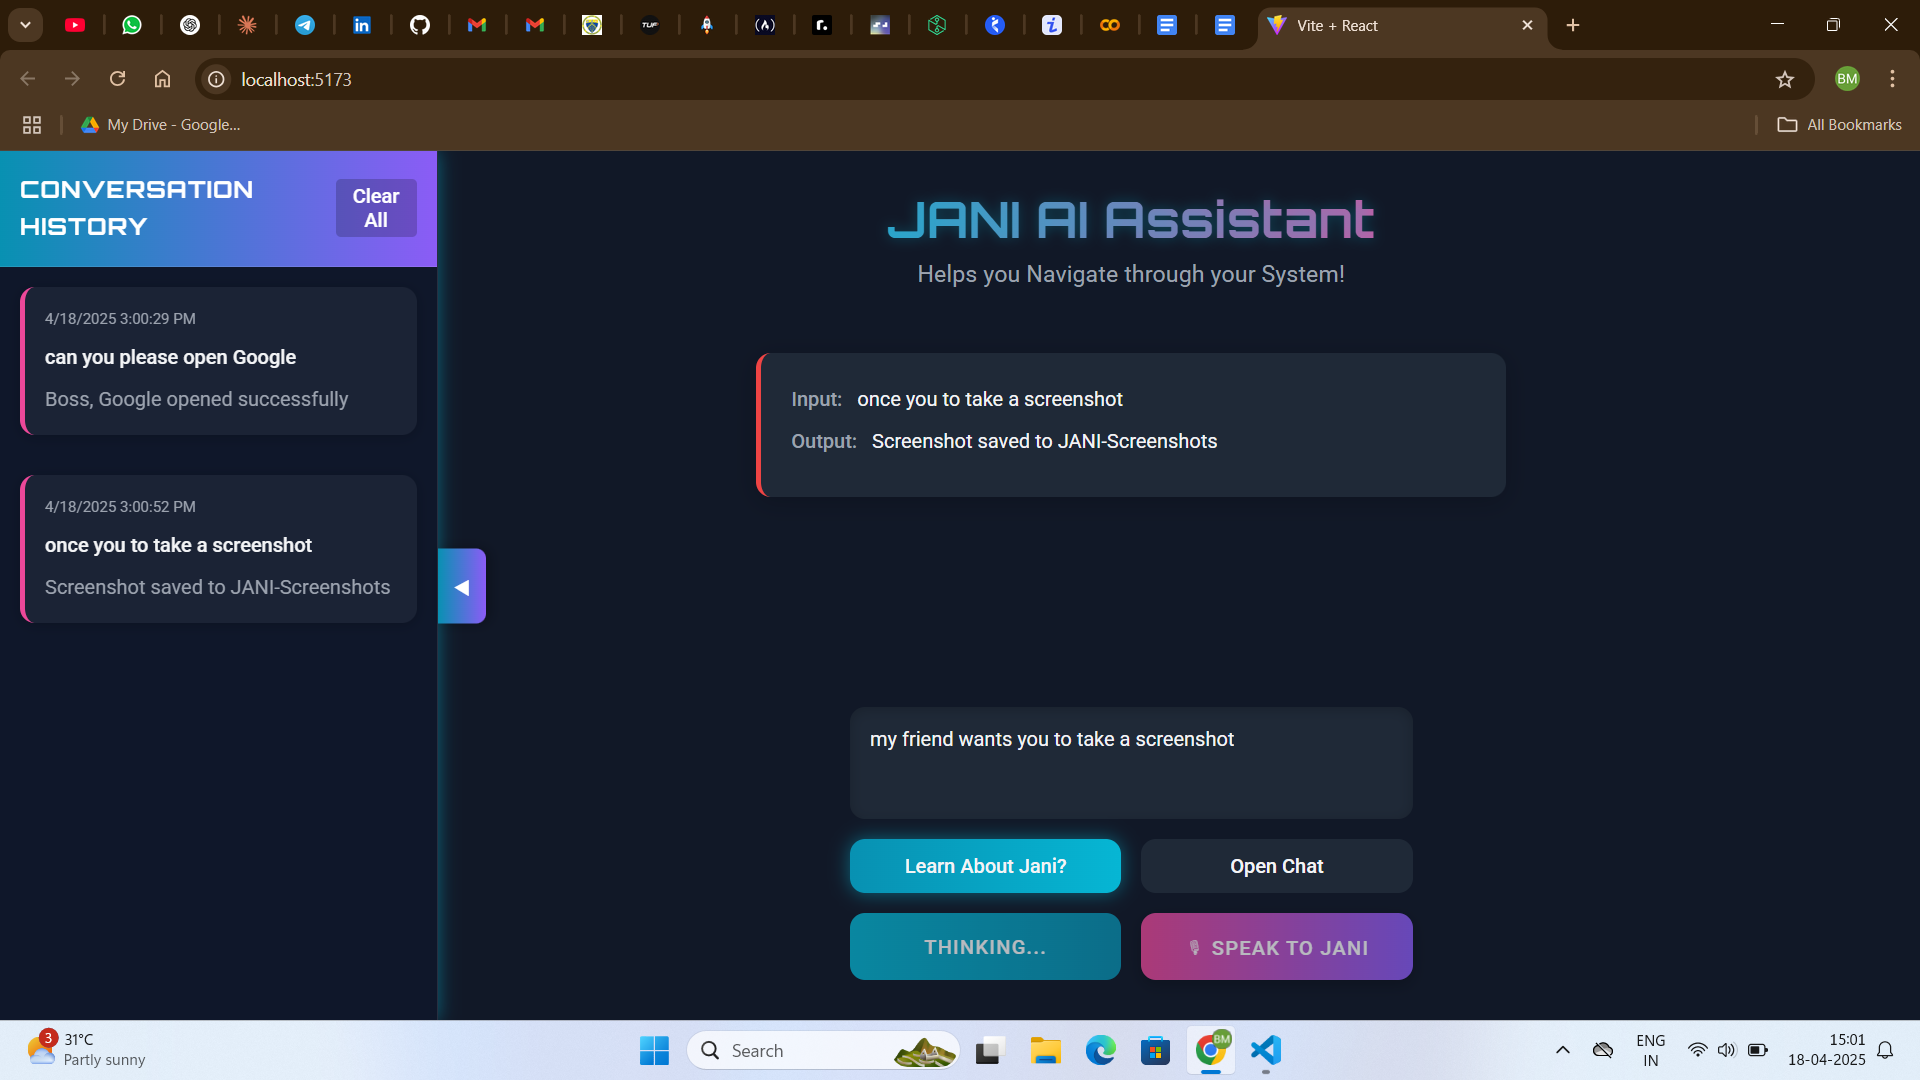 Vite + React
localhost:5173
BM
My Drive - Google...
All Bookmarks
CONVERSATION
HISTORY
Clear
All
4/18/2025 3:00:29 PM
can you please open Google
Boss, Google opened successfully
4/18/2025 3:00:52 PM
once you to take a screenshot
Screenshot saved to JANI-Screenshots
JANI AI Assistant
Helps you Navigate through your System!
Input: once you to take a screenshot
Output: Screenshot saved to JANI-Screenshots
my friend wants you to take a screenshot
Learn About Jani?
Open Chat
THINKING...
SPEAK TO JANI
3
31°C
Partly sunny
Search
BM
ENG
IN
15:01
18-04-2025